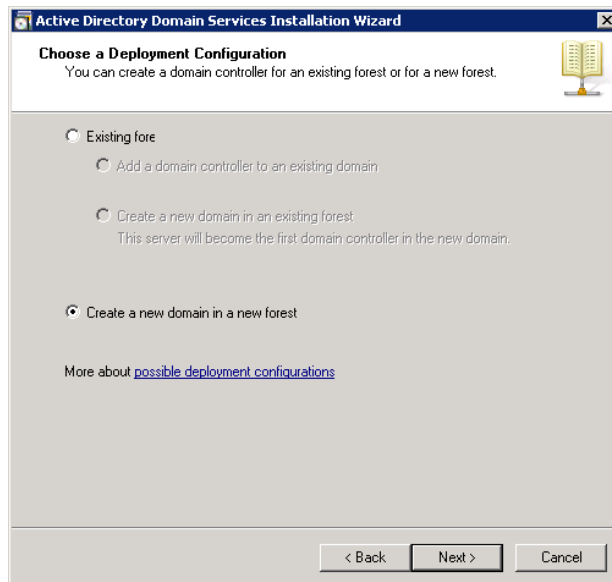 Active Directory Domain Services Installation Wizard
Choose a Deployment Configuration
You can create a domain controller for an existing forest or for a new forest.
Existing fore
Add a domain controller to an existing domain
Create a new domain in an existing forest
This server will become the first domain controller in the new domain.
Create a new domain in a new forest
More about possible deployment configurations
< Back Next > Cancel